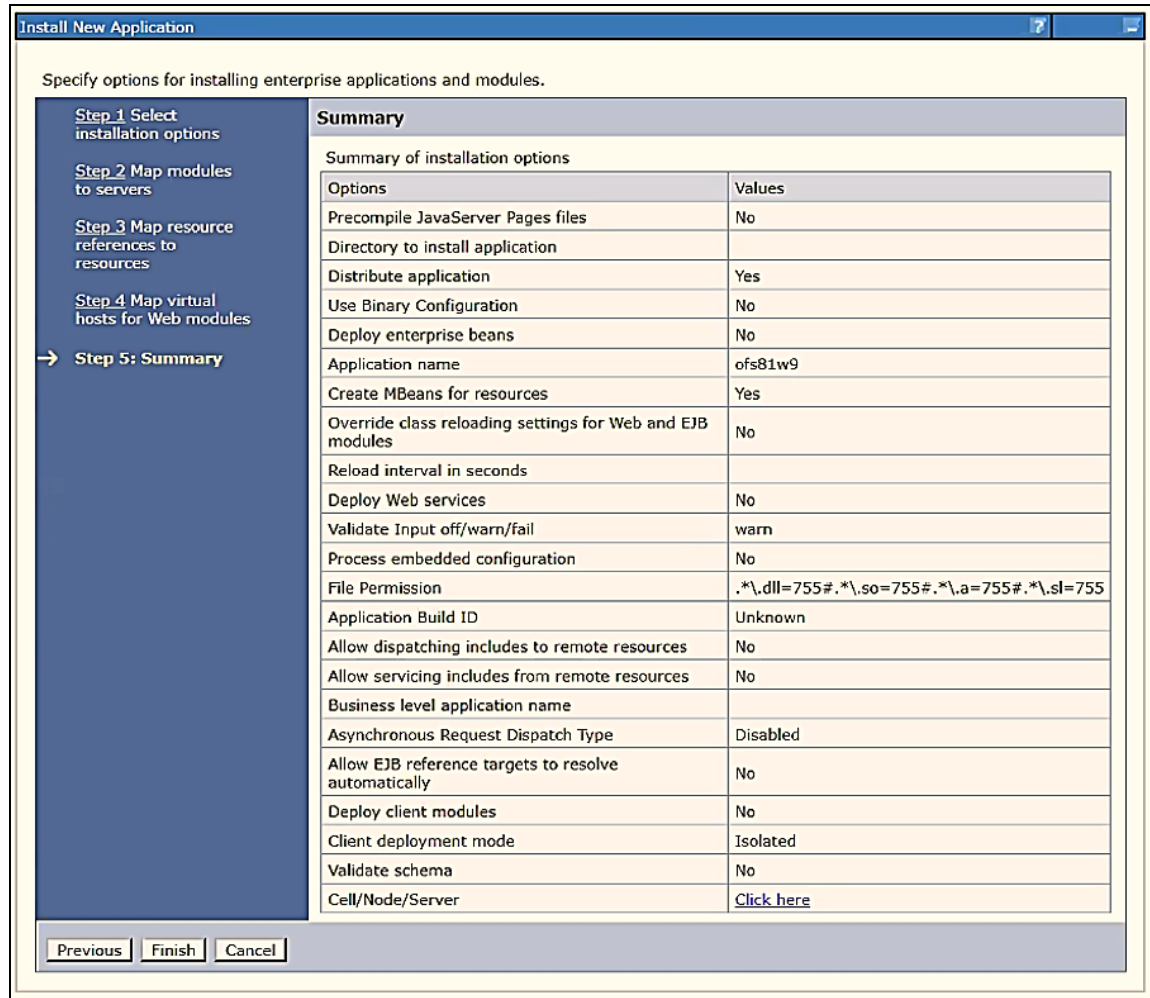 Install New Application
?
Specify options for installing enterprise applications and modules.
Step 1 Select
installation options
Step 2 Map modules
to servers
Step 3 Map resource
references to
resources
Step 4 Map virtual
hosts for Web modules
Step 5: Summary
Summary
Summary of installation options
Options Values
Precompile JavaServer Pages files No
Directory to install application
Distribute application Yes
Use Binary Configuration No
Deploy enterprise beans No
Application name ofs81w9
Create MBeans for resources Yes
Override class reloading settings for Web and EJB
modules No
Reload interval in seconds
Deploy Web services No
Validate Input off/warn/fail warn
Process embedded configuration No
File Permission .*\.dll=755#.*\.so=755#.*\.a=755#.*\.sl=755
Application Build ID Unknown
Allow dispatching includes to remote resources No
Allow servicing includes from remote resources No
Business level application name
Asynchronous Request Dispatch Type Disabled
Allow EJB reference targets to resolve
automatically No
Deploy client modules No
Client deployment mode Isolated
Validate schema No
Cell/Node/Server Click here
Previous Finish Cancel